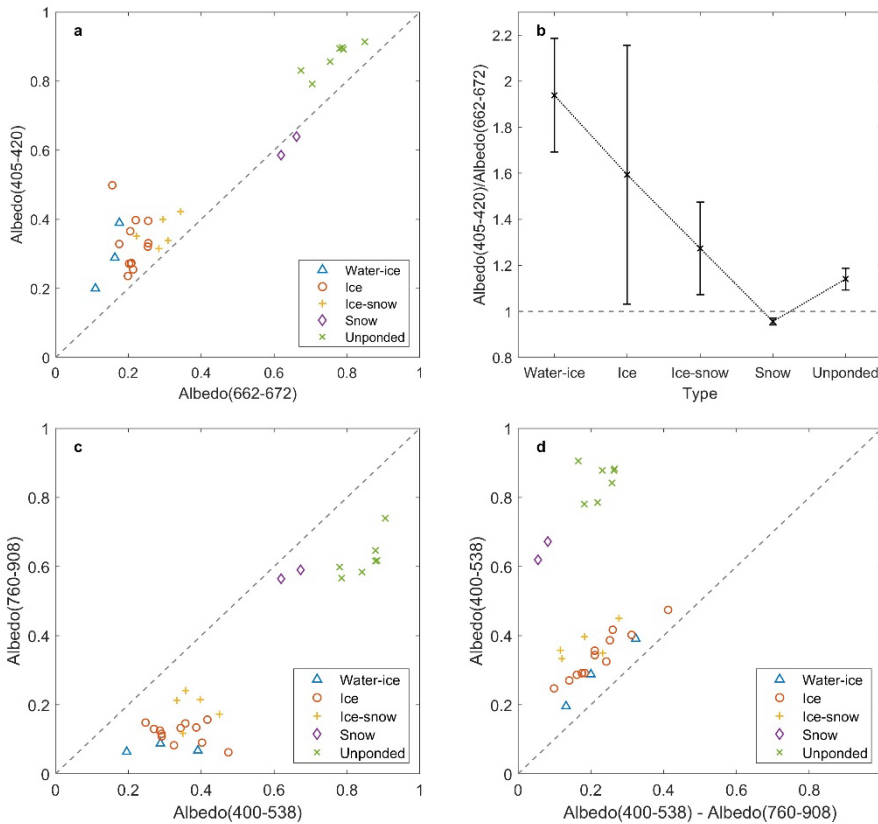 a
1
0.8
0.6
0.4
0.2
0
0
0.2
0.4
0.6
0.8
1
Albedo(405-420)
Albedo(662-672)
Water-ice
Ice
Ice-snow
Snow
Unponded
b
2.2
2
1.8
1.6
1.4
1.2
1
0.8
Water-ice
Ice
Ice-snow
Snow
Unponded
Albedo(405-420)/Albedo(662-672)
Type
c
1
0.8
0.6
0.4
0.2
0
0
0.2
0.4
0.6
0.8
1
Albedo(760-908)
Albedo(400-538)
Water-ice
Ice
Ice-snow
Snow
Unponded
d
1
0.8
0.6
0.4
0.2
0
0
0.2
0.4
0.6
0.8
Albedo(400-538)
Albedo(400-538) - Albedo(760-908)
Water-ice
Ice
Ice-snow
Snow
Unponded